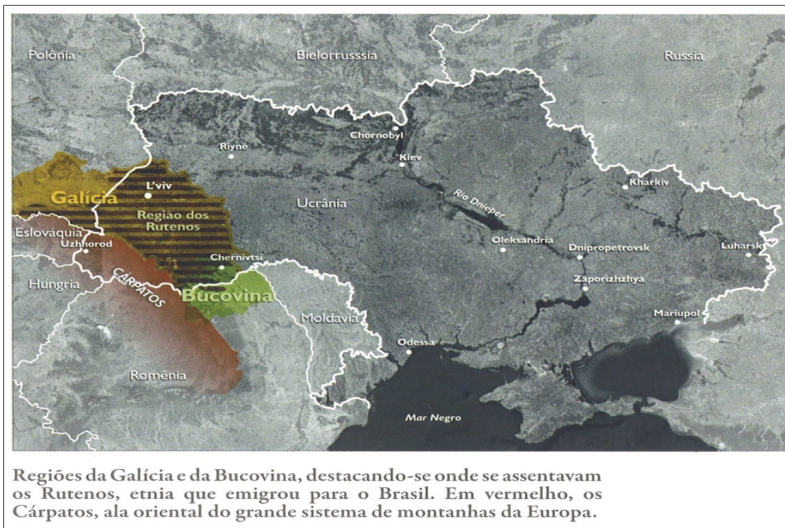 Polônia
Bielorrusssia
Russia
Chornobyl
Riyne
Kiev
Kharkiv
L'viv
Galícia
Rio Dnieper
Ucrânia
Região dos
Rutenos
Eslováquia
Uzhhorod
Oleksandria
Dnipropetrovsk
Luharsk
Chernivtsi
Hungria
CÁRPATOS
Zaporizhzhya
Bucovina
Moldavia
Mariupol
Odessa
Romênia
Mar Negro
Regiões da Galícia e da Bucovina, destacando-se onde se assentavam
os Rutenos, etnia que emigrou para o Brasil. Em vermelho, os
Cárpatos, ala oriental do grande sistema de montanhas da Europa.